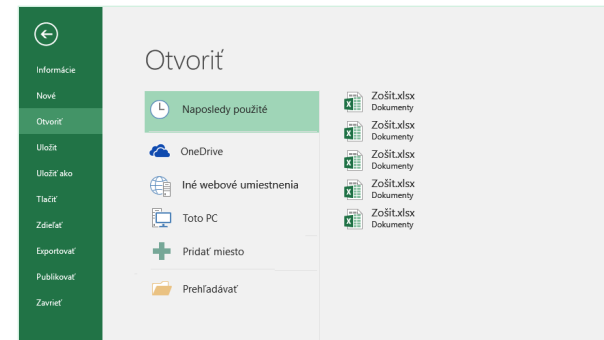 Otvoriť
Informácie
Nové
Otvoriť
Uložit
Uložiť ako
Tlačiť
Zdieľať
Exportovať
Publikovať
Zavrieť
Naposledy použité
OneDrive
Iné webové umiestnenia
Toto PC
Pridať miesto
Prehľadávať
Zošit.xlsx
Dokumenty
Zošit.xlsx
Dokumenty
Zošit.xlsx
Dokumenty
Zošit.xlsx
Dokumenty
Zošit.xlsx
Dokumenty